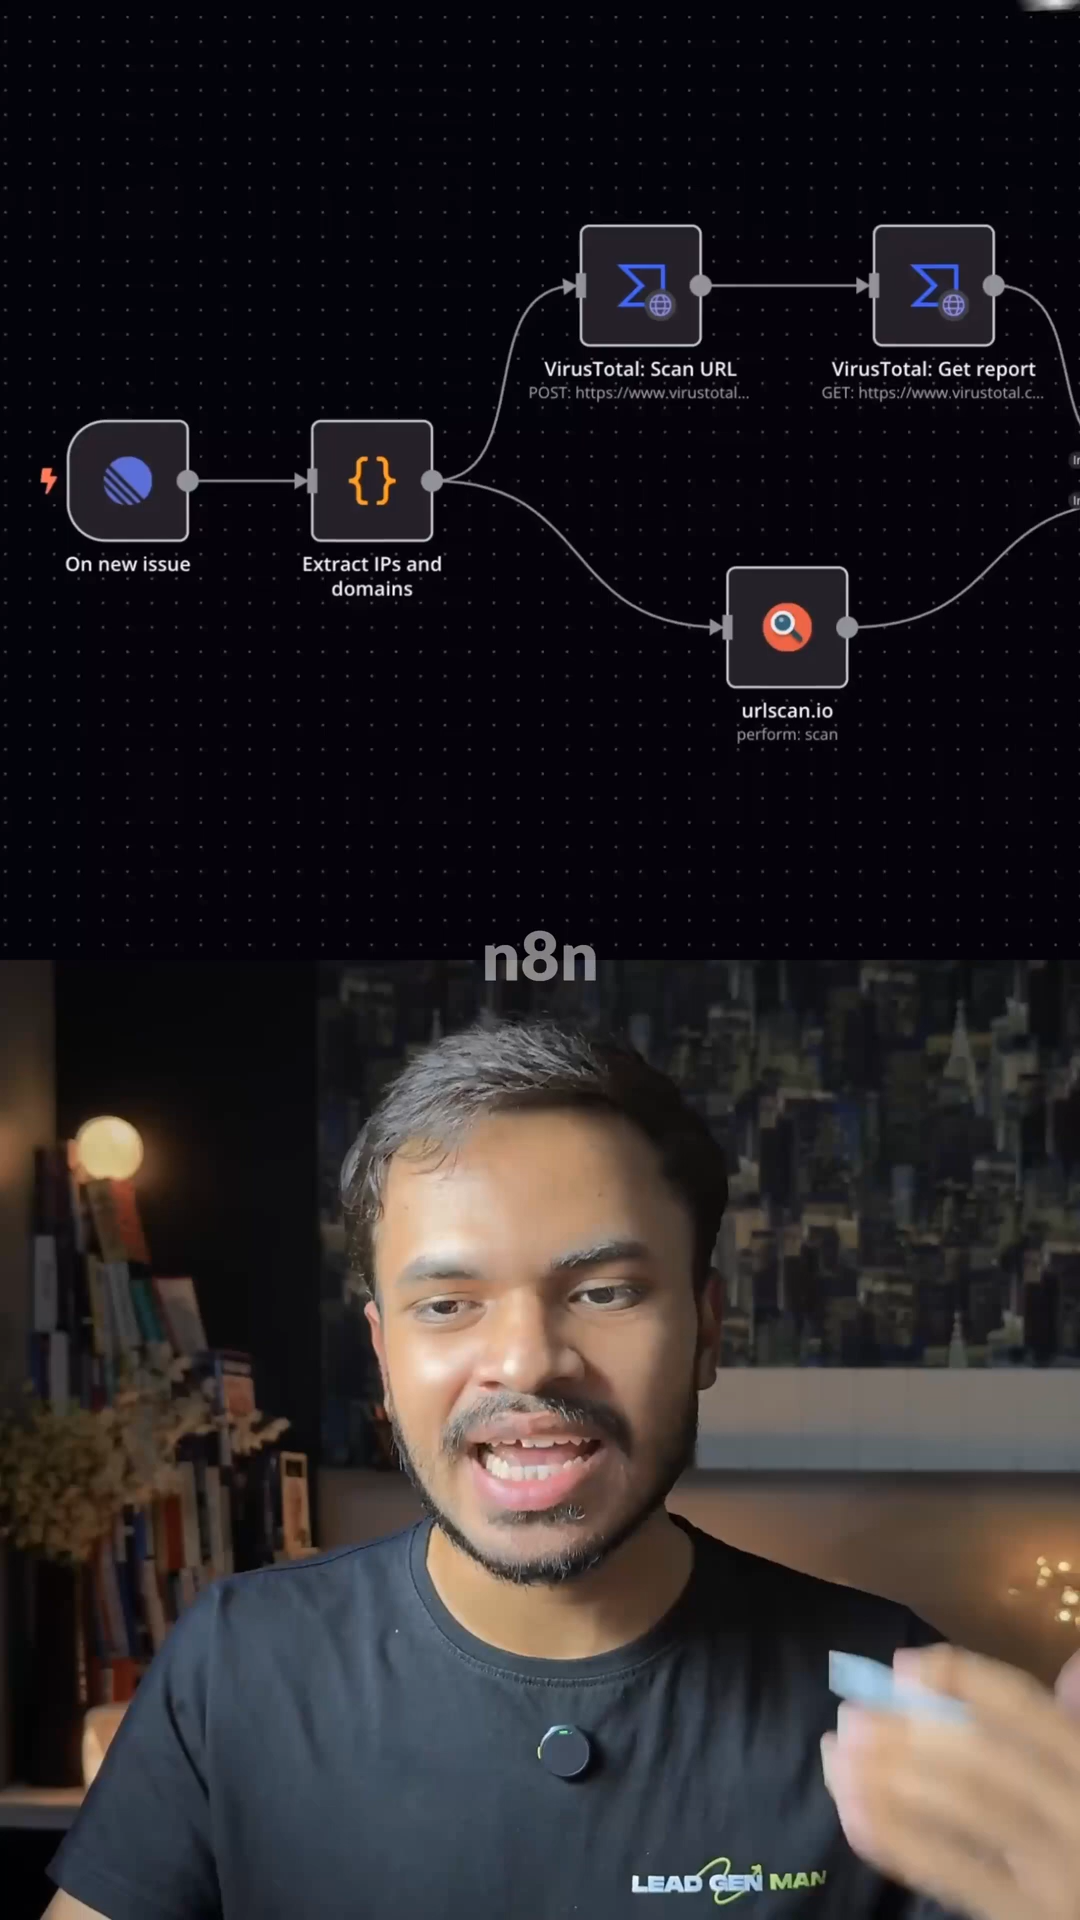 VirusTotal: Scan URL
POST: https://www.virustotal...
VirusTotal: Get report
GET: https://www.virustotal.c...
{}
On new issue
Extract IPs and
domains
urlscan.io
perform: scan
n8n
LEAD GEN MAN